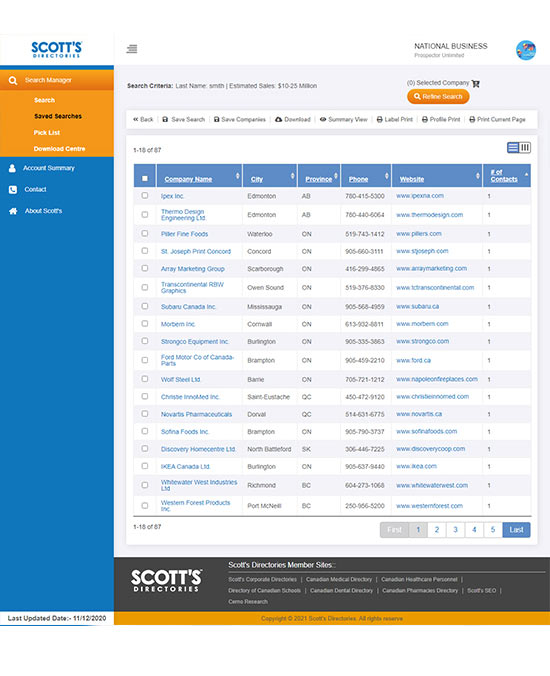 SCOTT'S
DIRECTORIES
NATIONAL BUSINESS
Prospector Unlimited
Search Manager
Search
Saved Searches
Pick List
Download Centre
Account Summary
Contact
About Scott's
Search Criteria: Last Name: smith | Estimated Sales: $10-25 Million
(0) Selected Company
Refine Search
Back | Save Search | Save Companies | Download | Summary View | Label Print | Profile Print | Print Current Page
1-18 of 87
Company Name City Province Phone Website # of Contacts
Ipex Inc. Edmonton AB 780-415-5300 www.ipexna.com 1
Thermo Design Engineering Ltd. Edmonton AB 780-440-6064 www.thermodesign.com 1
Piller Fine Foods Waterloo ON 519-743-1412 www.pillers.com 1
St. Joseph Print Concord Concord ON 905-660-3111 www.stjoseph.com 1
Array Marketing Group Scarborough ON 416-299-4865 www.arraymarketing.com 1
Transcontinental RBW Graphics Owen Sound ON 519-376-8330 www.tctranscontinental.com 1
Subaru Canada Inc. Mississauga ON 905-568-4959 www.subaru.ca 1
Morbern Inc. Cornwall ON 613-932-8811 www.morbern.com 1
Strongco Equipment Inc. Burlington ON 905-335-3863 www.strongco.com 1
Ford Motor Co of Canada-Parts Brampton ON 905-459-2210 www.ford.ca 1
Wolf Steel Ltd. Barrie ON 705-721-1212 www.napoleonfireplaces.com 1
Christie InnoMed Inc. Saint-Eustache QC 450-472-9120 www.christieinnomed.com 1
Novartis Pharmaceuticals Dorval QC 514-631-6775 www.novartis.ca 1
Sofina Foods Inc. Brampton ON 905-790-3737 www.sofinafoods.com 1
Discovery Homecentre Ltd. North Battleford SK 306-446-7225 www.discoverycoop.com 1
IKEA Canada Ltd. Burlington ON 905-637-9440 www.ikea.com 1
Whitewater West Industries Ltd Richmond BC 604-273-1068 www.whitewaterwest.com 1
Western Forest Products Inc. Port McNeill BC 250-956-5200 www.westernforest.com 1
1-18 of 87
First 1 2 3 4 5 Last
SCOTT'S
DIRECTORIES
Scott's Directories Member Sites::
Scott's Corporate Directories | Canadian Medical Directory | Canadian Healthcare Personnel |
Directory of Canadian Schools | Canadian Dental Directory | Canadian Pharmacies Directory | Scott's SEO |
Cerno Research
Last Updated Date:- 11/12/2020
Copyright © 2021 Scott's Directories. All rights reserve